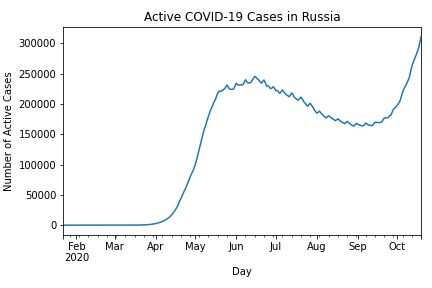 Active COVID-19 Cases in Russia
Number of Active Cases
300000
250000
200000
150000
100000
50000
0
Feb Mar Apr May Jun Jul Aug Sep Oct
2020
Day